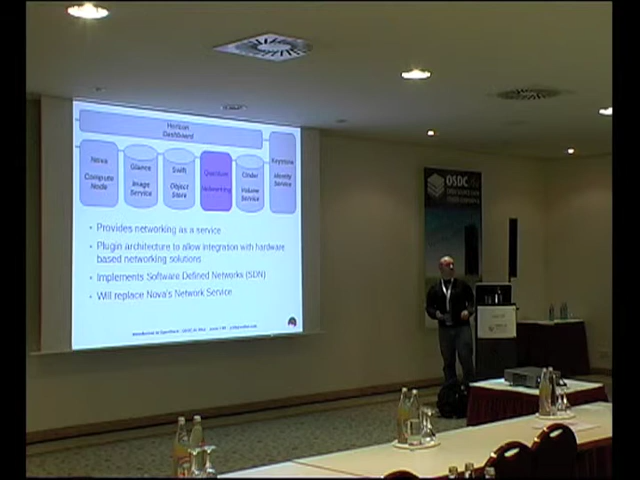 Horizon
Dashboard
Nova
Compute
Node
Glance
Image
Service
Swift
Object
Store
Quantum
Networking
Cinder
Volume
Service
Keystone
Identity
Service
- Provides networking as a service
- Plugin architecture to allow integration with hardware
based networking solutions
- Implements Software Defined Networks (SDN)
- Will replace Nova's Network Service
OSDC